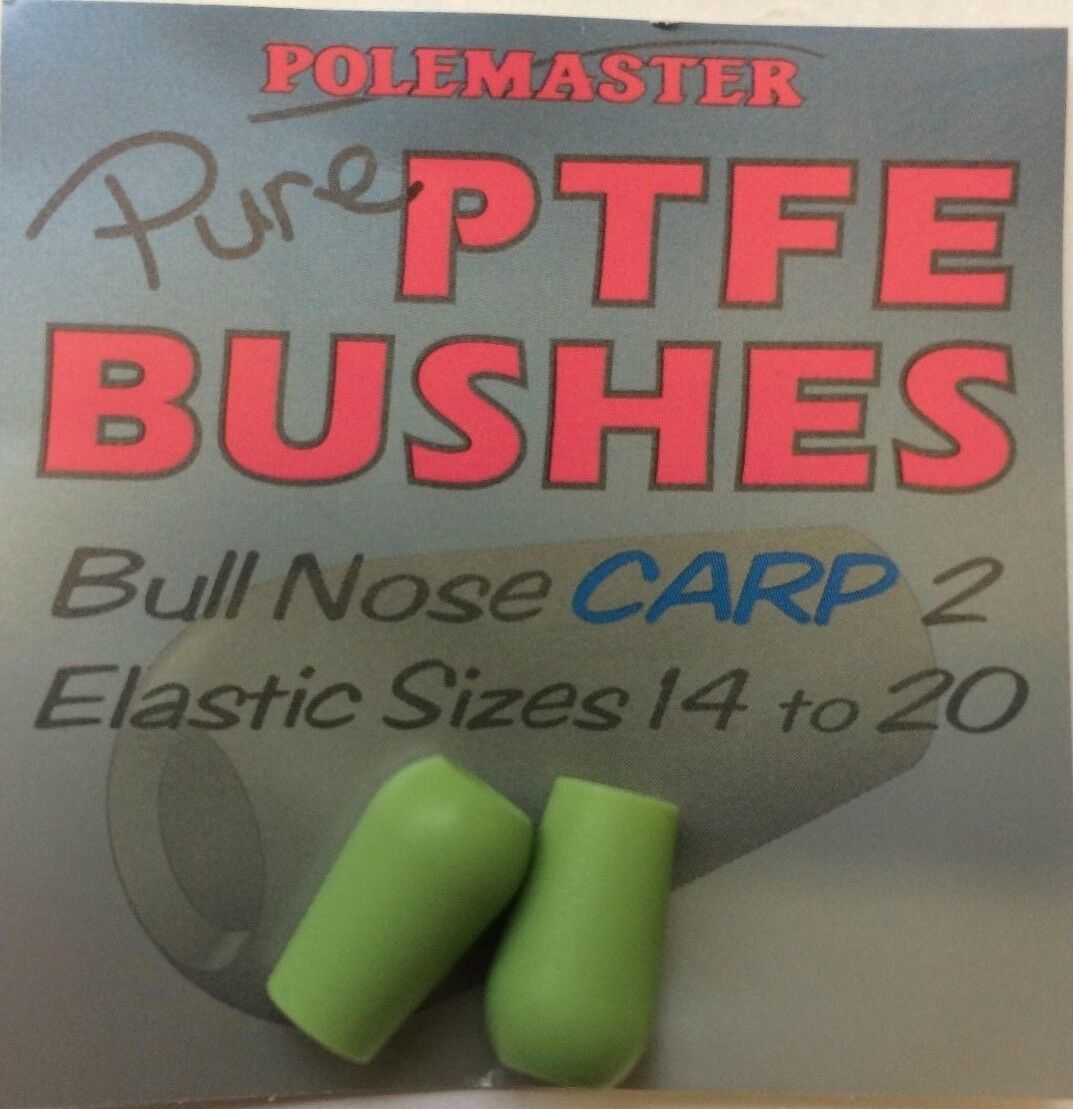 POLEMASTER
Pure PTFE
BUSHES
Bull Nose CARP 2
Elastic Sizes 14 to 20